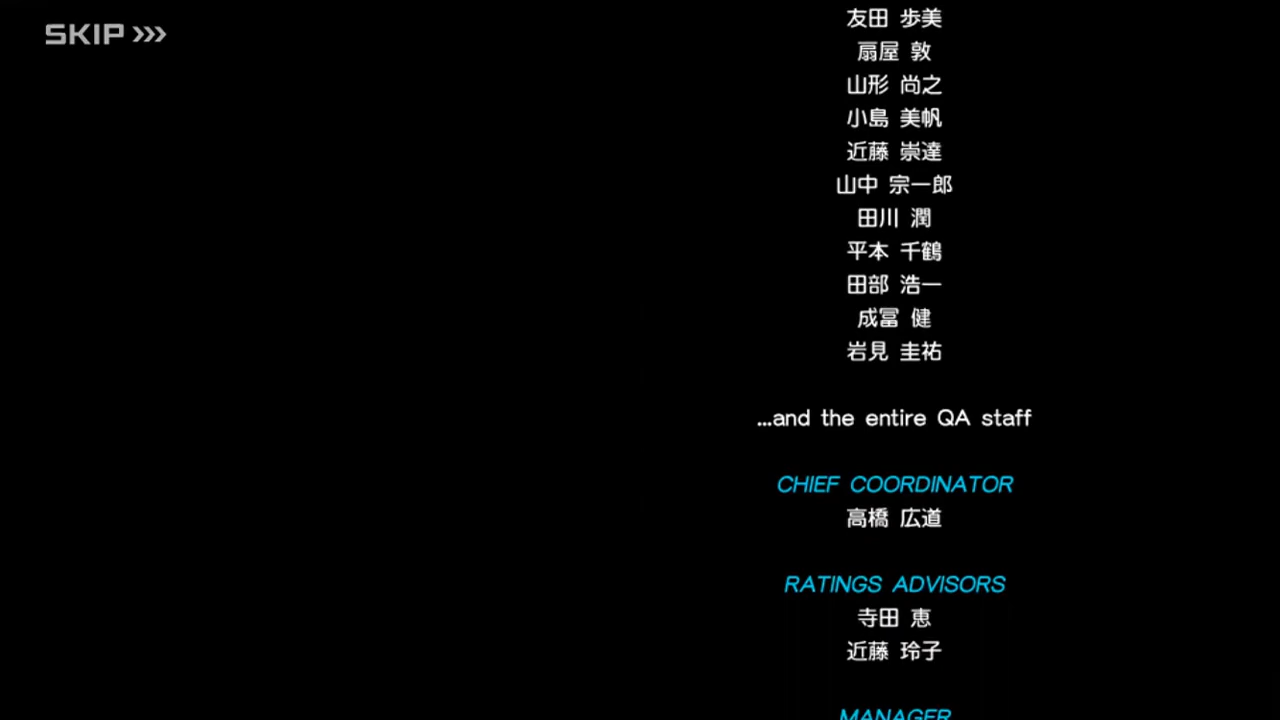 SKIP
友田 歩美
扇屋 敦
山形 尚之
小島 美帆
近藤 崇達
山中 宗一郎
田川 潤
平本 千鶴
田部 浩一
成冨 健
岩見 圭祐
...and the entire QA staff
CHIEF COORDINATOR
高橋 広道
RATINGS ADVISORS
寺田 恵
近藤 玲子
MANAGER